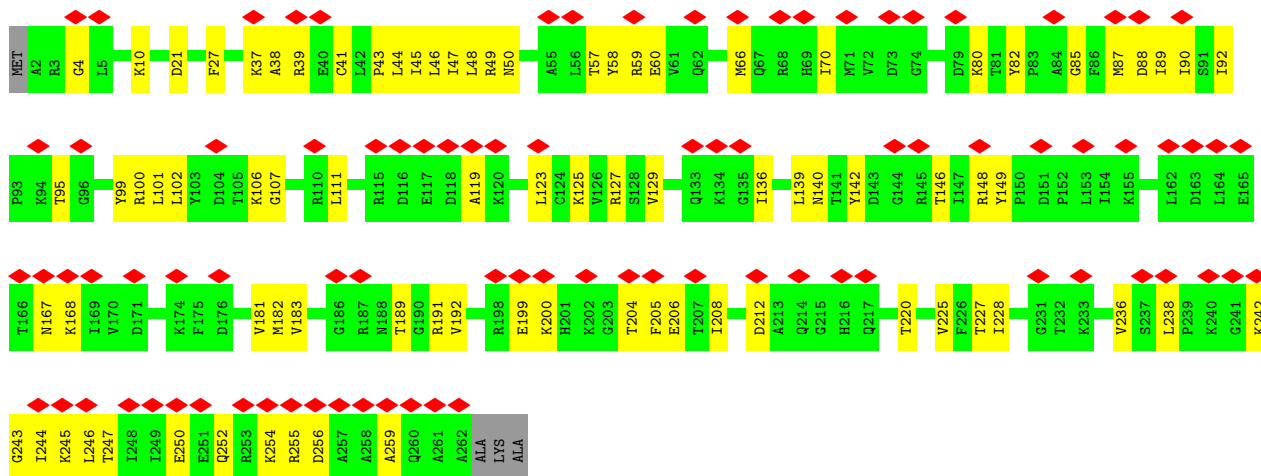 MET A2 R3 G4 L5 K10 D21 F27 K37 A38 R39 E40 C41 L42 P43 L44 I45 L46 I47 L48 R49 N50 A55 L56 T57 Y58 R59 E60 V61 Q62 M66 Q67 R68 H69 I70 M71 V72 D73 G74 D79 K80 T81 Y82 P83 A84 G85 F86 M87 D88 I89 I90 S91 I92
P93 K94 T95 G96 Y99 R100 L101 L102 Y103 D104 T105 K106 G107 R110 L111 R115 D116 E117 D118 A119 K120 L123 C124 K125 V126 R127 S128 V129 Q133 K134 G135 I136 L139 N140 T141 Y142 D143 G144 R145 T146 I147 R148 Y149 P150 D151 P152 L153 I154 K155 L162 D163 L164 E165
T166 N167 K168 I169 V170 D171 K174 F175 D176 V181 M182 V183 G186 R187 N188 T189 G190 R191 V192 R198 E199 K200 H201 K202 G203 T204 F205 E206 T207 T208 D212 A213 Q214 G215 H216 Q217 T220 V225 F226 T227 I228 G231 T232 K233 V236 S237 L238 P239 K240 G241 K242
G243 I244 K245 L246 T247 I248 I249 E250 E251 Q252 R253 K254 R255 D256 A257 A258 A259 Q260 A261 A262 ALA LYS ALA